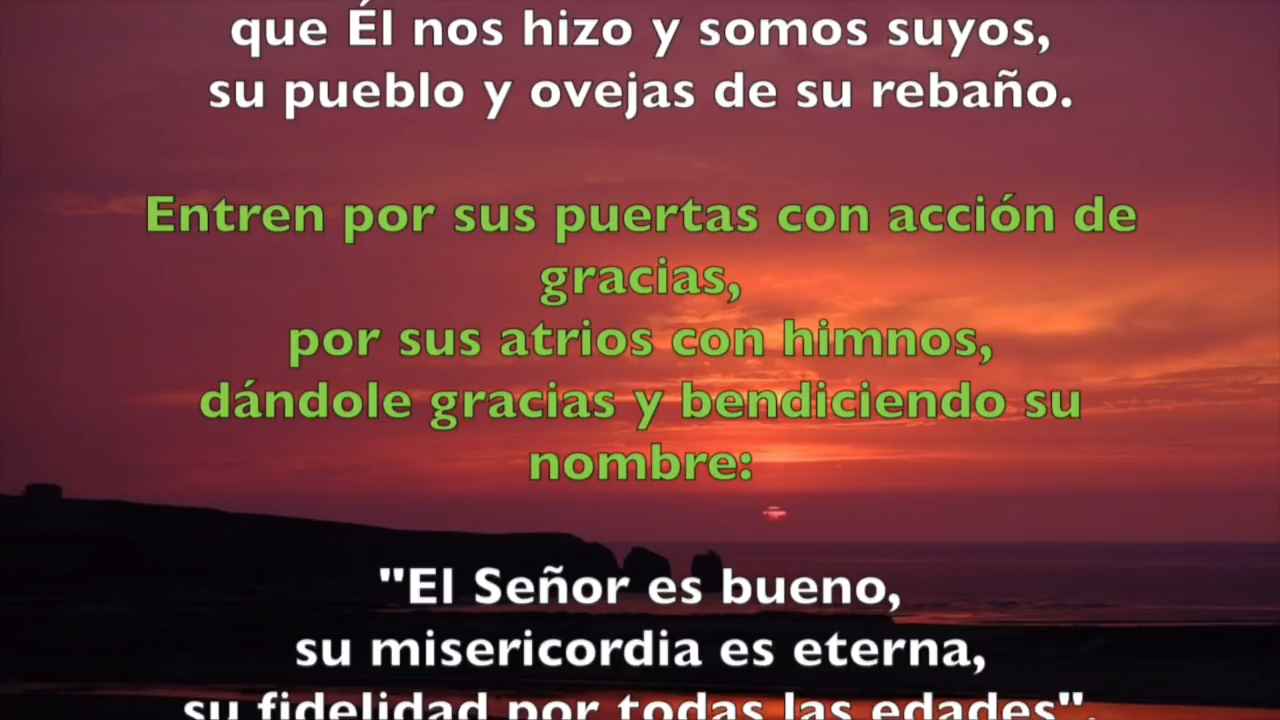 que Él nos hizo y somos suyos,
su pueblo y ovejas de su rebaño.
Entren por sus puertas con acción de
gracias,
por sus atrios con himnos,
dándole gracias y bendiciendo su
nombre:
"El Señor es bueno,
su misericordia es eterna,
su fidelidad por todas las edades".